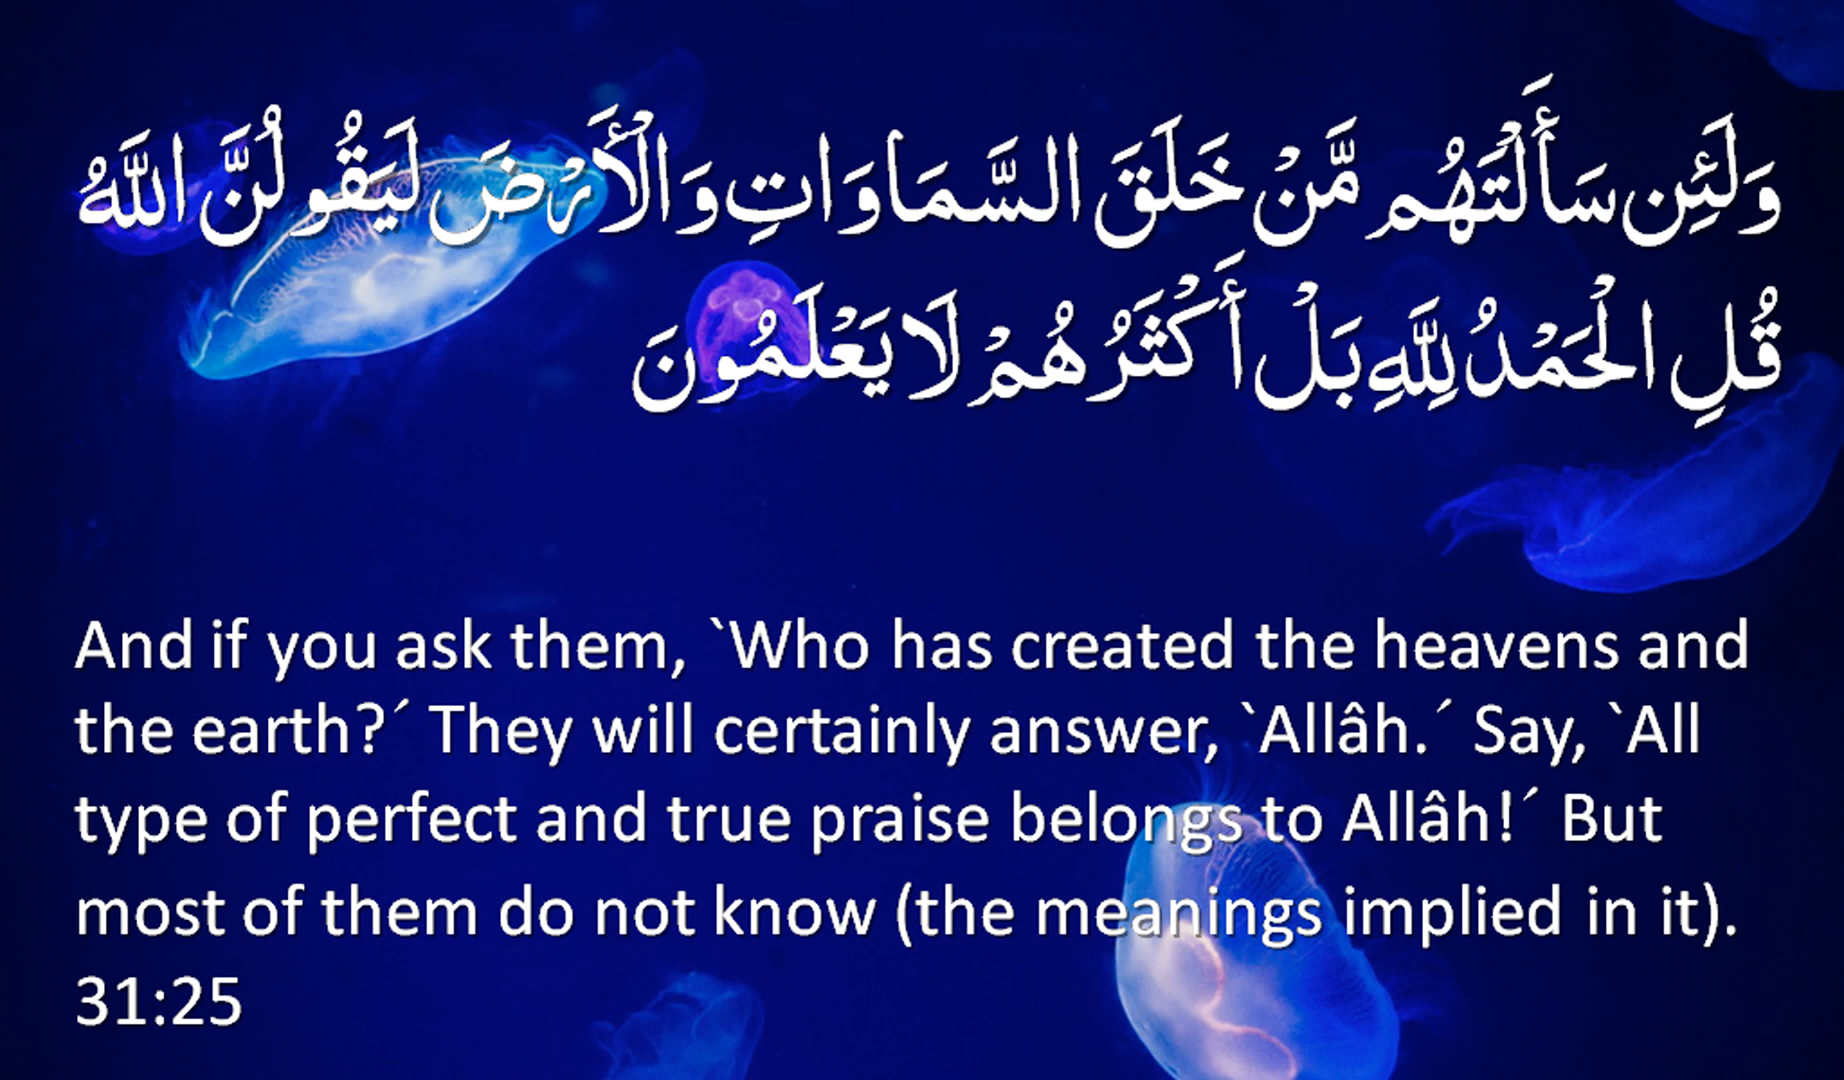 وَلَئِن سَأَلْتَهُم مَّنْ خَلَقَ السَّمَاوَاتِ وَالْأَرْضَ لَيَقُولُنَّ اللَّهُ
قُلِ الْحَمْدُ لِلَّهِ بَلْ أَكْثَرُهُمْ لَا يَعْلَمُونَ
And if you ask them, `Who has created the heavens and
the earth?´ They will certainly answer, `Allâh.´ Say, `All
type of perfect and true praise belongs to Allâh!´ But
most of them do not know (the meanings implied in it).
31:25